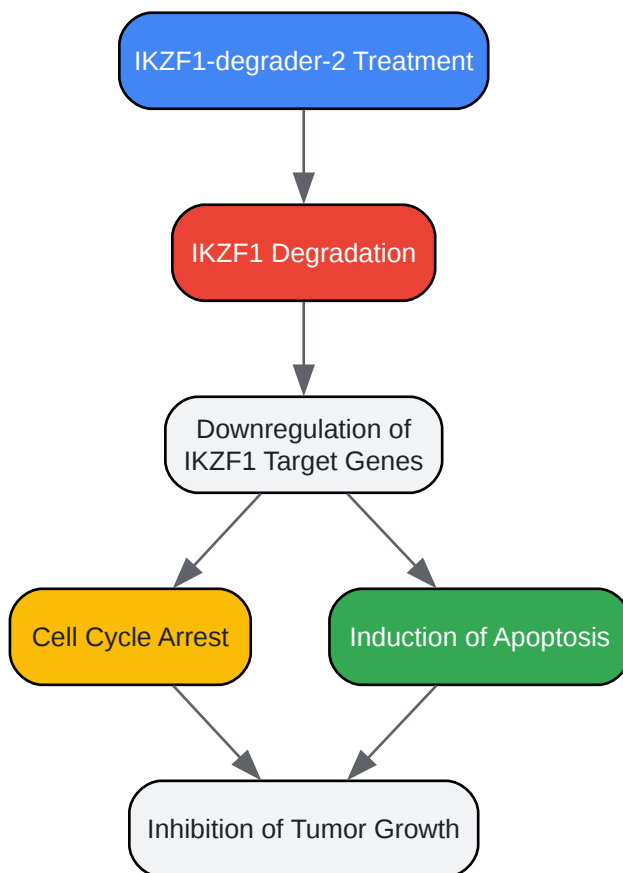 IKZF1-degrader-2 Treatment
IKZF1 Degradation
Downregulation of
IKZF1 Target Genes
Cell Cycle Arrest
Induction of Apoptosis
Inhibition of Tumor Growth